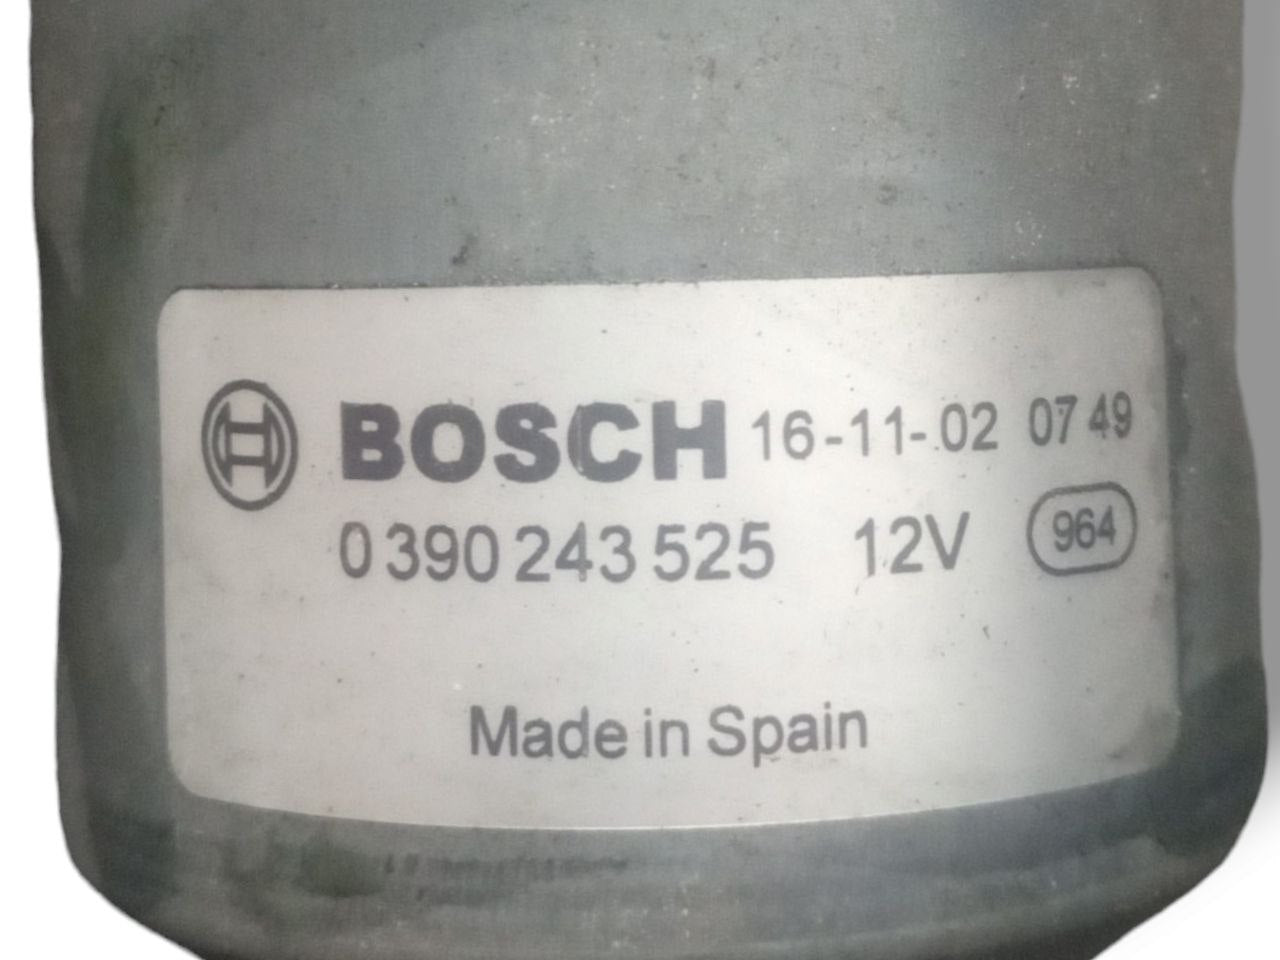 BOSCH 16-11-02 07 49
0 390 243 525 12V 964
Made in Spain